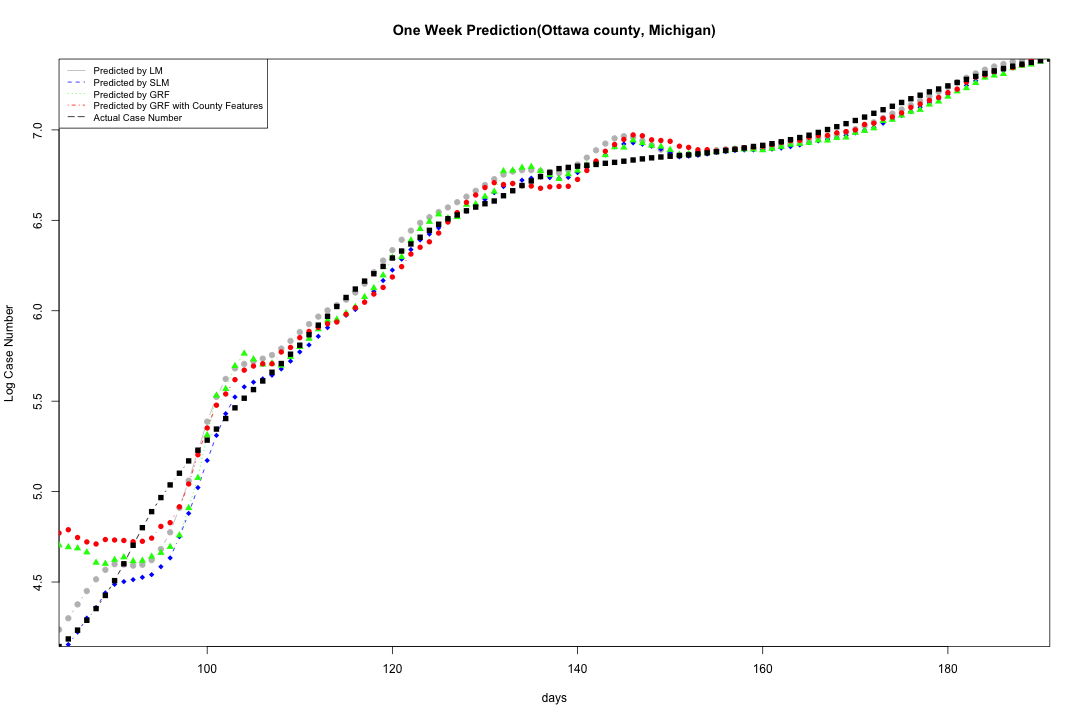 One Week Prediction(Ottawa county, Michigan)
Predicted by LM
Predicted by SLM
Predicted by GRF
Predicted by GRF with County Features
Actual Case Number
7.0
6.5
6.0
5.5
5.0
4.5
Log Case Number
100 120 140 160 180
days